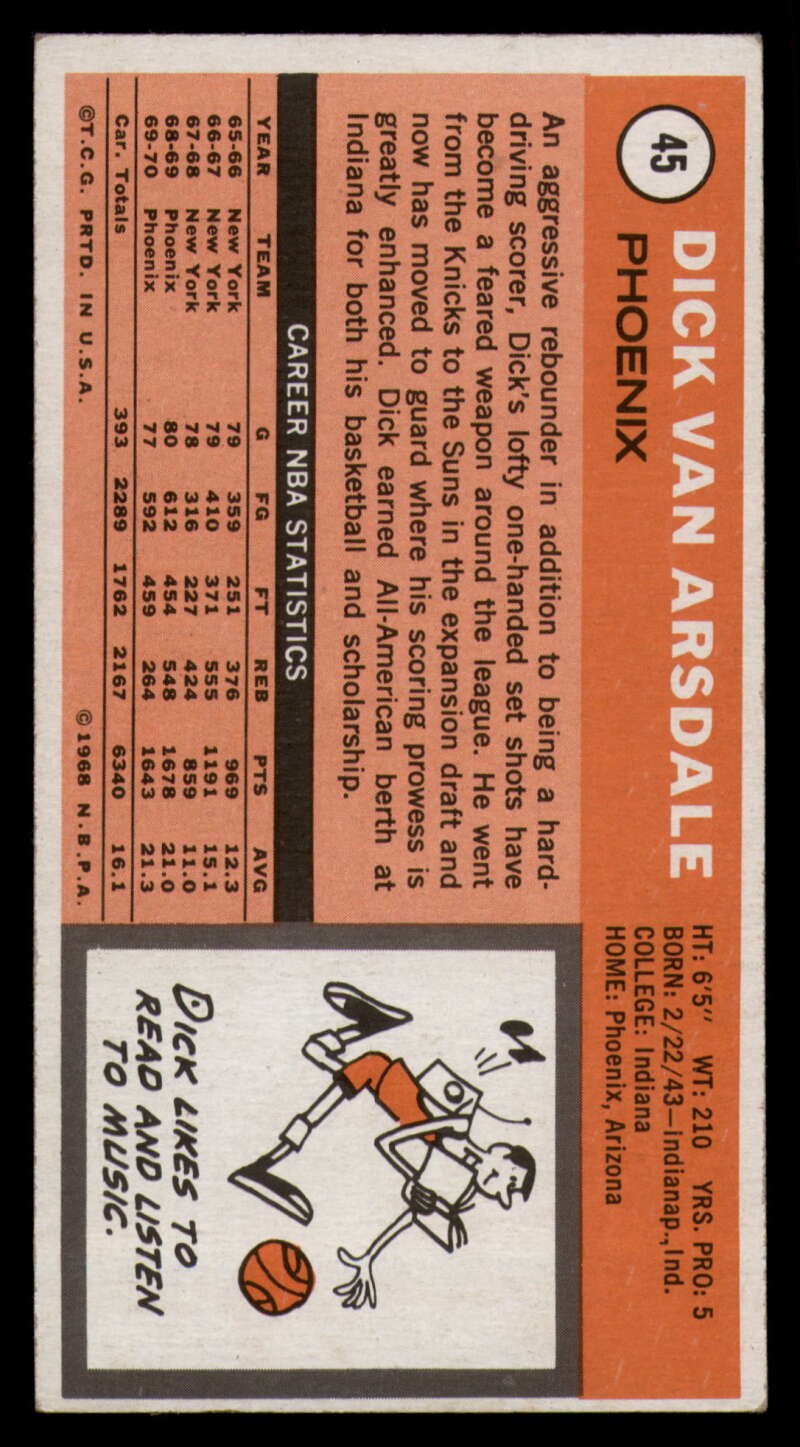 45
DICK VAN ARSDALE
PHOENIX
HT: 6'5" WT: 210 YRS. PRO: 5
BORN: 2/22/43—Indianap., Ind.
COLLEGE: Indiana
HOME: Phoenix, Arizona
An aggressive rebounder in addition to being a hard-
driving scorer, Dick's lofty one-handed set shots have
become a feared weapon around the league. He went
from the Knicks to the Suns in the expansion draft and
now has moved to guard where his scoring prowess is
greatly enhanced. Dick earned All-American berth at
Indiana for both his basketball and scholarship.
CAREER NBA STATISTICS
YEAR TEAM G FG FT REB PTS AVG
65-66 New York 79 359 251 376 969 12.3
66-67 New York 79 410 371 555 1191 15.1
67-68 New York 78 316 227 424 859 11.0
68-69 Phoenix 80 612 454 548 1678 21.0
69-70 Phoenix 77 592 459 264 1643 21.3
Car. Totals 393 2289 1762 2167 6340 16.1
©T.C.G. PRTD. IN U.S.A. ©1968 N.B.P.A.
DICK LIKES TO
READ AND LISTEN
TO MUSIC.